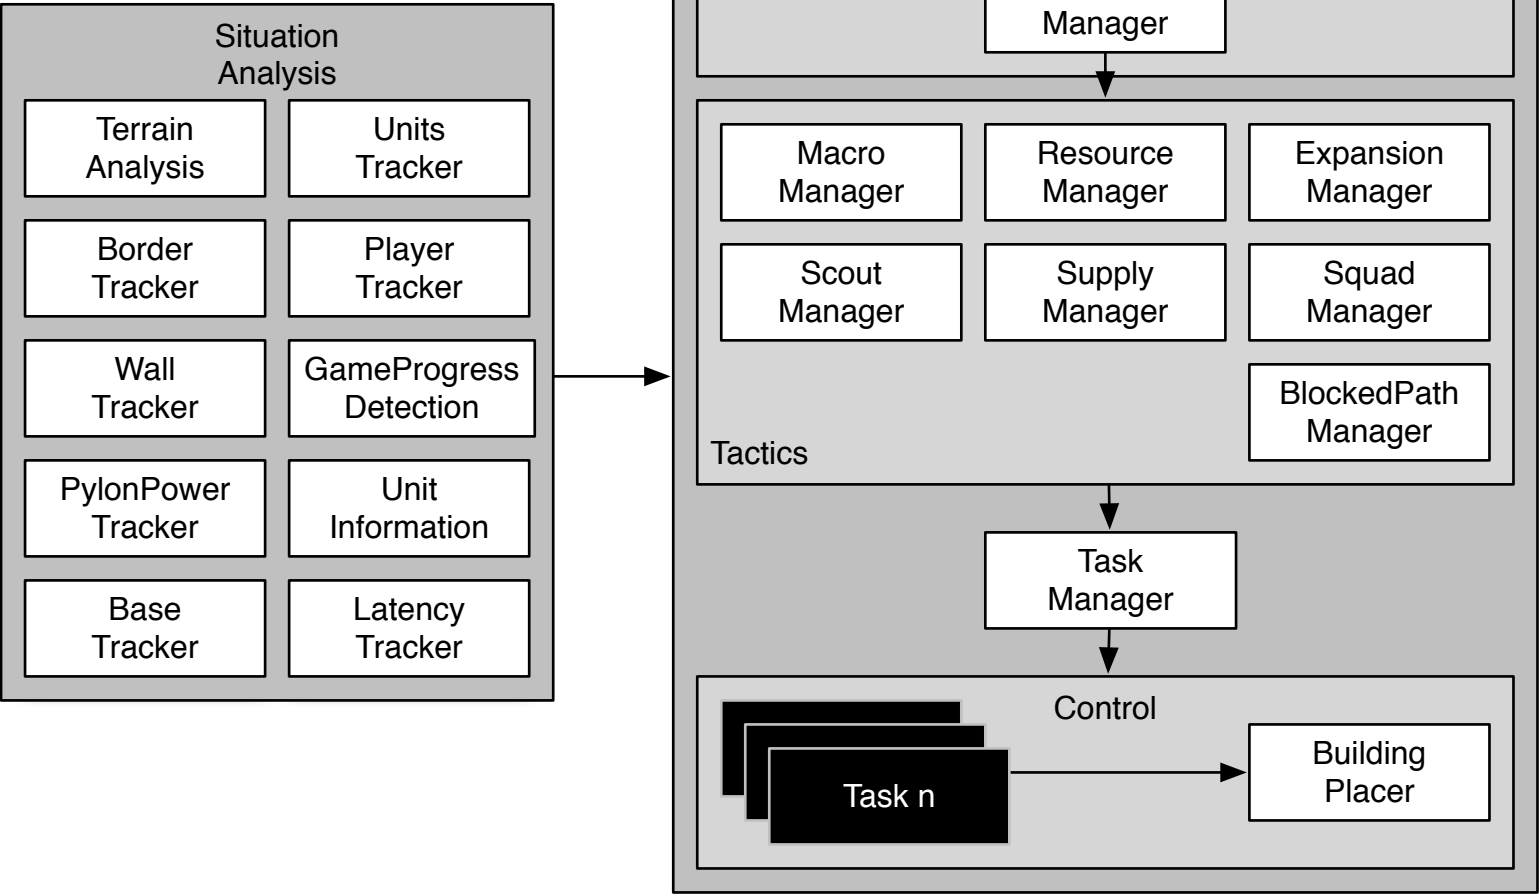 Situation
Analysis
Terrain
Analysis
Units
Tracker
Border
Tracker
Player
Tracker
Wall
Tracker
GameProgress
Detection
PylonPower
Tracker
Unit
Information
Base
Tracker
Latency
Tracker
Manager
Macro
Manager
Resource
Manager
Expansion
Manager
Scout
Manager
Supply
Manager
Squad
Manager
BlockedPath
Manager
Tactics
Task
Manager
Control
Task n
Building
Placer